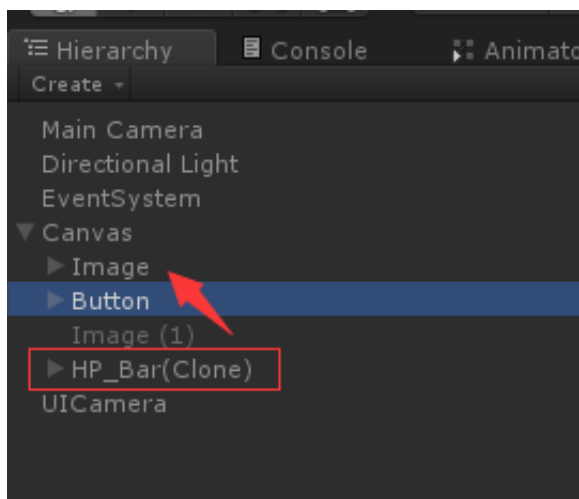 Hierarchy Console Animato
Create
Main Camera
Directional Light
EventSystem
Canvas
Image
Button
Image (1)
HP_Bar(Clone)
UICamera